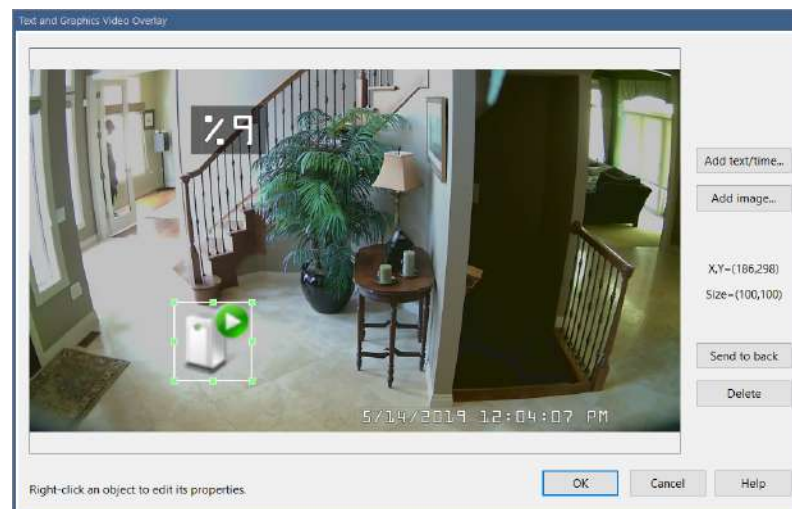 Text and Graphics Video Overlay
%9
Add text/time...
Add image...
X,Y=(186,298)
Size=(100,100)
Send to back
Delete
5/14/2019 12:04:07 PM
Right-click an object to edit its properties.
OK
Cancel
Help